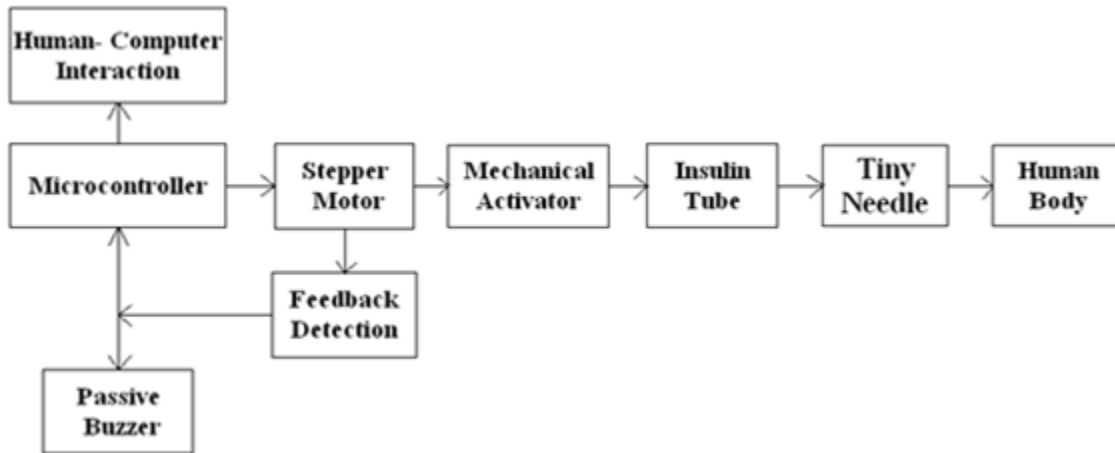 Human- Computer
Interaction
Microcontroller
Stepper
Motor
Mechanical
Activator
Insulin
Tube
Tiny
Needle
Human
Body
Feedback
Detection
Passive
Buzzer